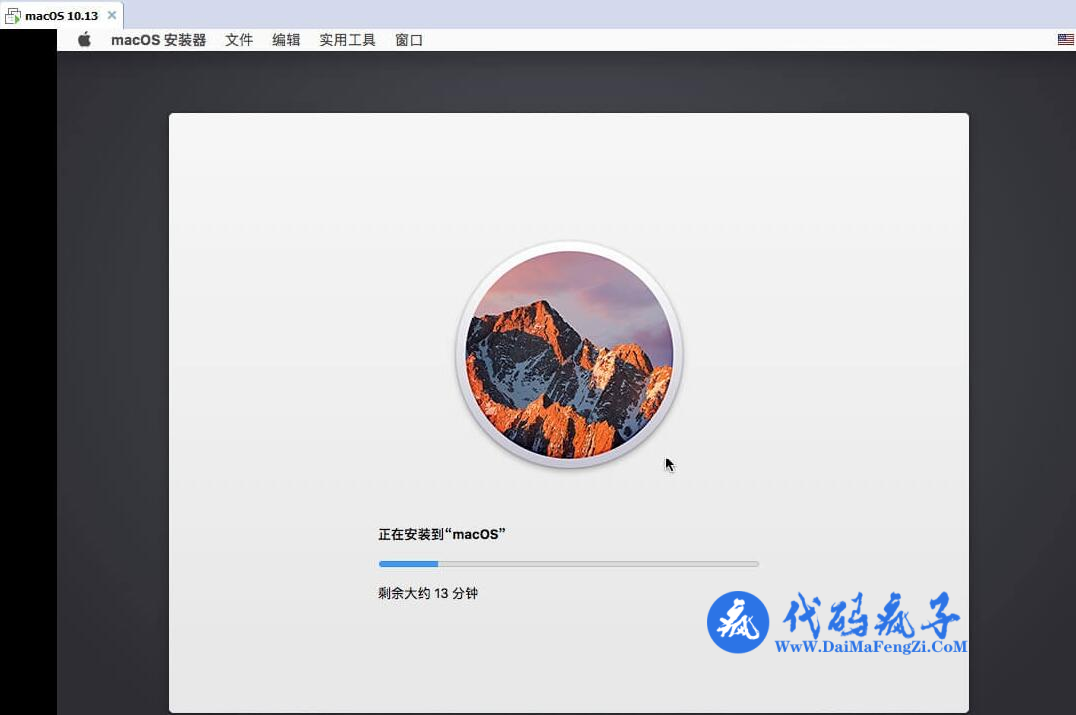 macOS 10.13
macOS 安装器 文件 编辑 实用工具 窗口
正在安装到“macOS”
剩余大约 13 分钟
疯 代码疯子
WwW.DaiMaFengZi.CoM